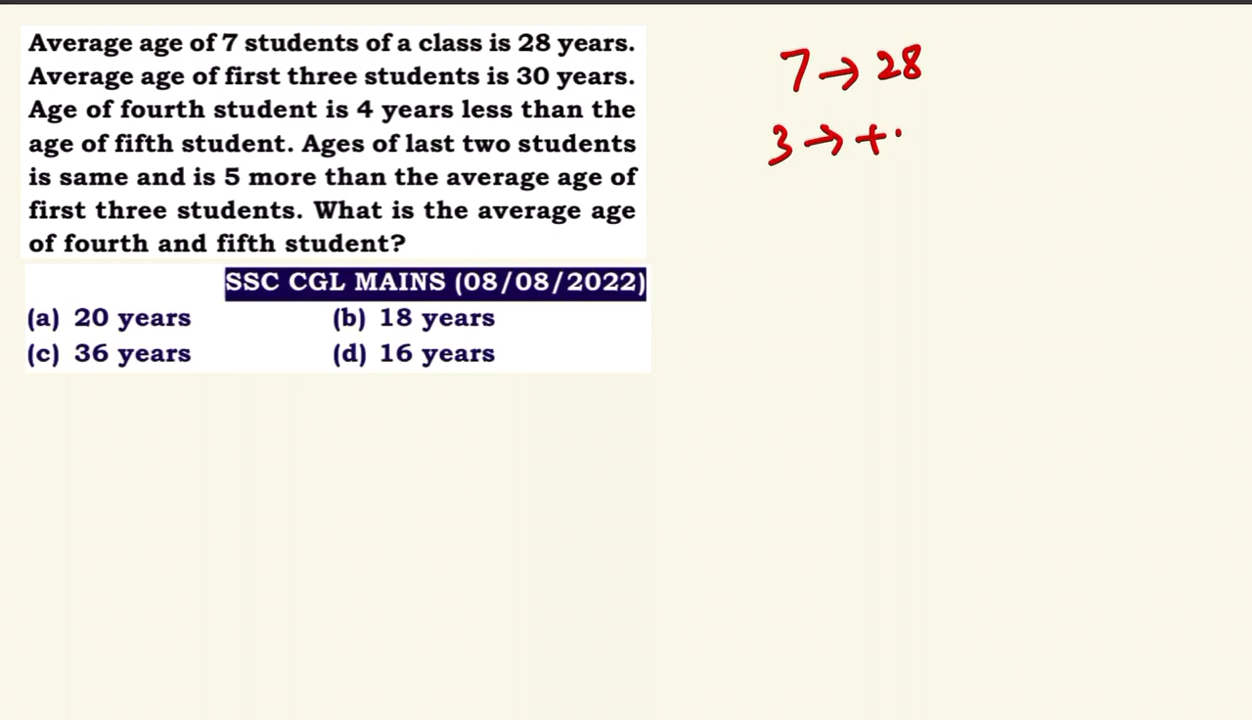 Average age of 7 students of a class is 28 years.
Average age of first three students is 30 years.
Age of fourth student is 4 years less than the
age of fifth student. Ages of last two students
is same and is 5 more than the average age of
first three students. What is the average age
of fourth and fifth student?
SSC CGL MAINS (08/08/2022)
(a) 20 years (b) 18 years
(c) 36 years (d) 16 years
7 → 28
3 → +